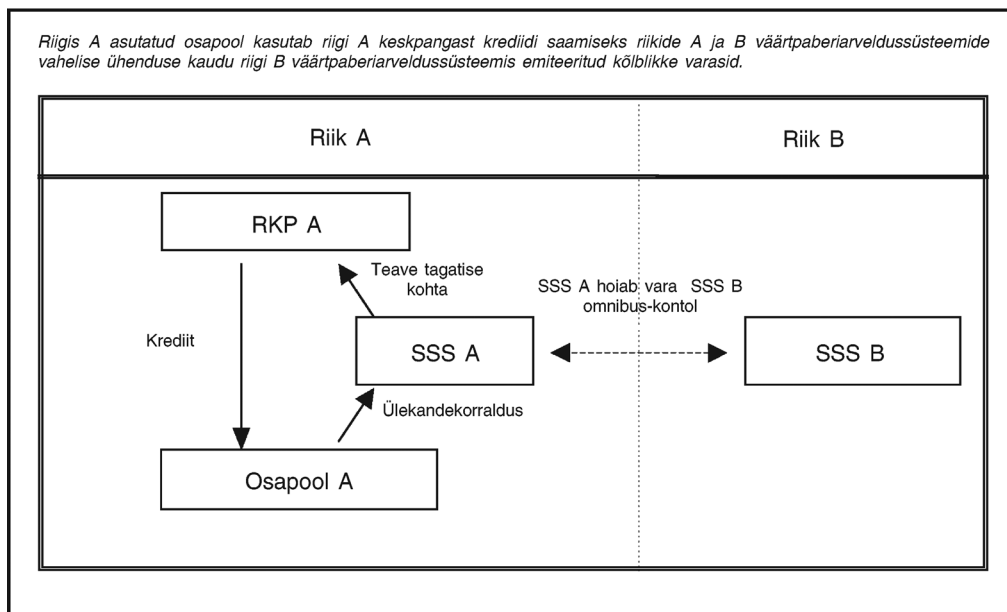 Riigis A asutatud osapool kasutab riigi A keskpangast krediidi saamiseks riikide A ja B väärtpaberiarveldussüsteemide
vahelise ühenduse kaudu riigi B väärtpaberiarveldussüsteemis emiteeritud kõlblikke varasid.
Riik A
Riik B
RKP A
Teave tagatise
kohta
SSS A hoiab vara SSS B
omnibus-kontol
Krediit
SSS A
SSS B
Ülekandekorraldus
Osapool A